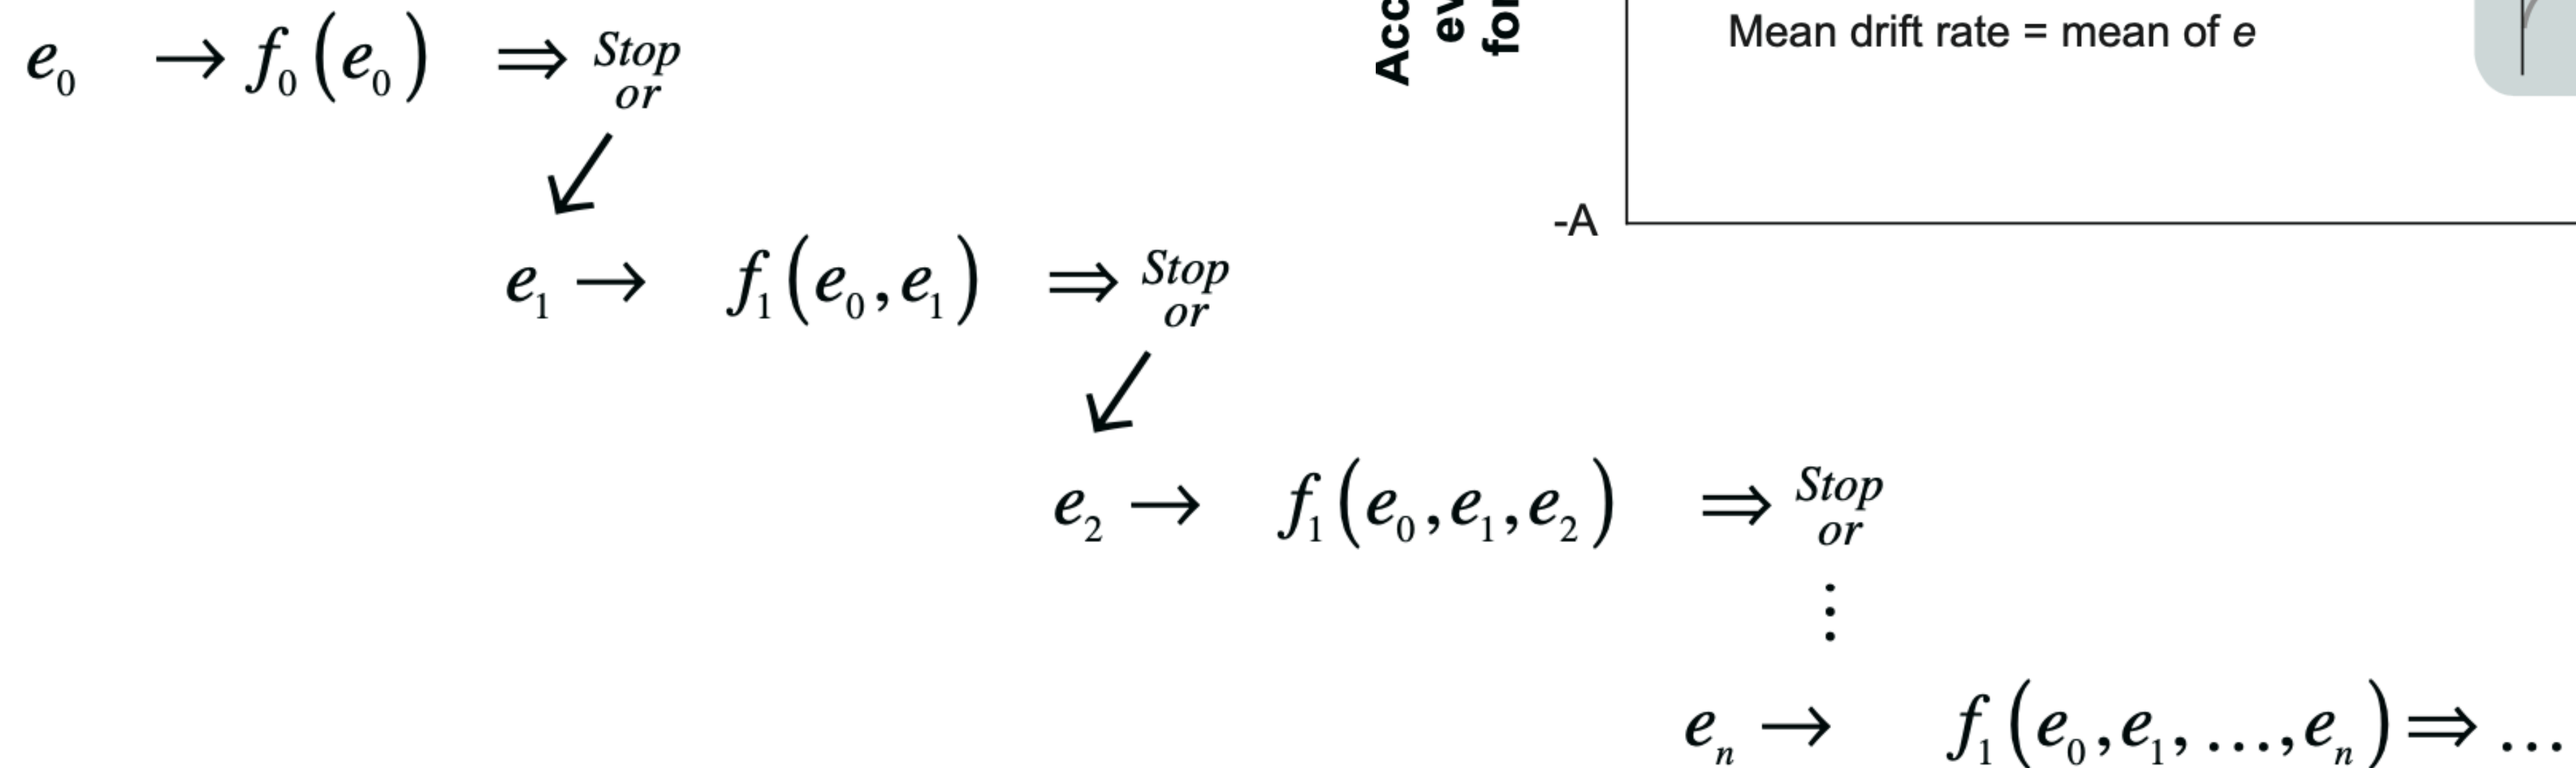 e₀ → f₀(e₀) ⇒ Stop
or
e₁ → f₁(e₀, e₁) ⇒ Stop
or
e₂ → f₁(e₀, e₁, e₂) ⇒ Stop
or
⋮
eₙ → f₁(e₀, e₁, …, eₙ) ⇒ …
Mean drift rate = mean of e
-A